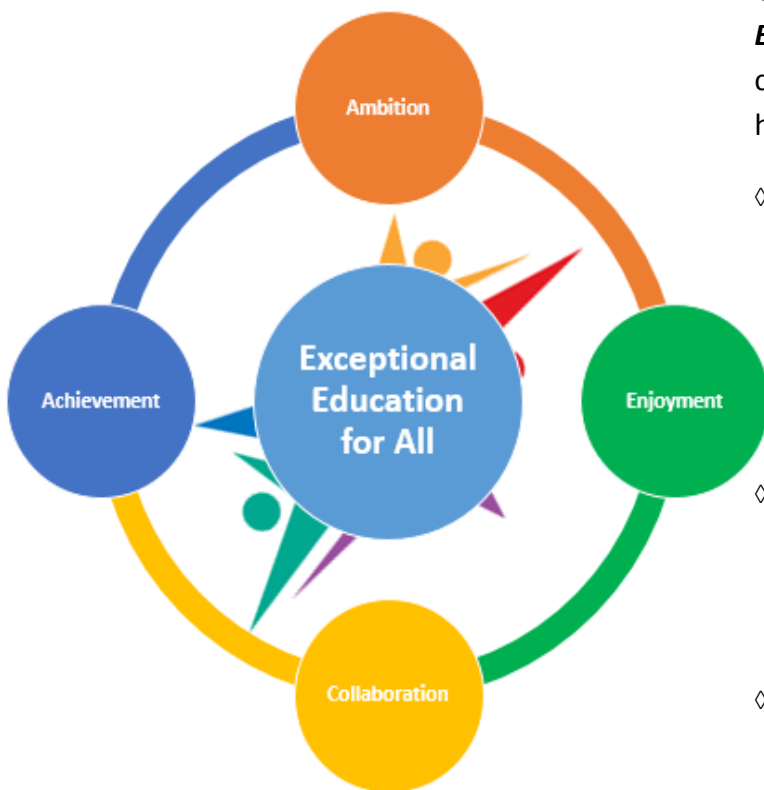 Ambition
Exceptional
Education
for All
Achievement
Enjoyment
Collaboration